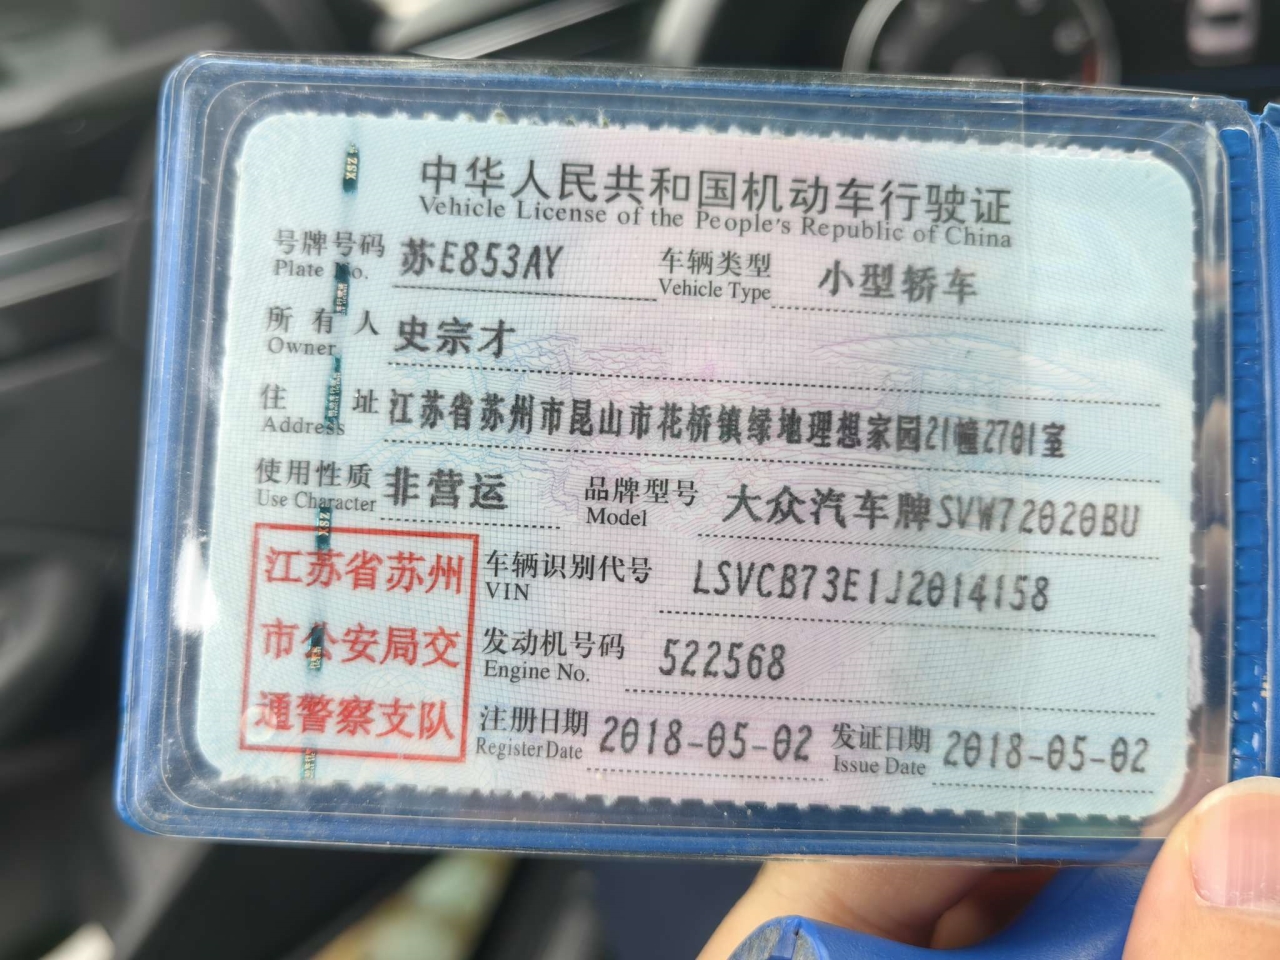 中华人民共和国机动车行驶证
Vehicle License of the People's Republic of China
号牌号码 苏E853AY 车辆类型 小型轿车
Plate No. Vehicle Type
所有人 史宗才
Owner
住址 江苏省苏州市昆山市花桥镇绿地理想家园21幢2701室
Address
使用性质 非营运 品牌型号 大众汽车牌SVW72020BU
Use Character Model
江苏省苏州
市公安局交
通警察支队
车辆识别代号 LSVCB73E1J2014158
VIN
发动机号码 522568
Engine No.
注册日期 2018-05-02 发证日期 2018-05-02
Register Date Issue Date
XSZ
XSZ